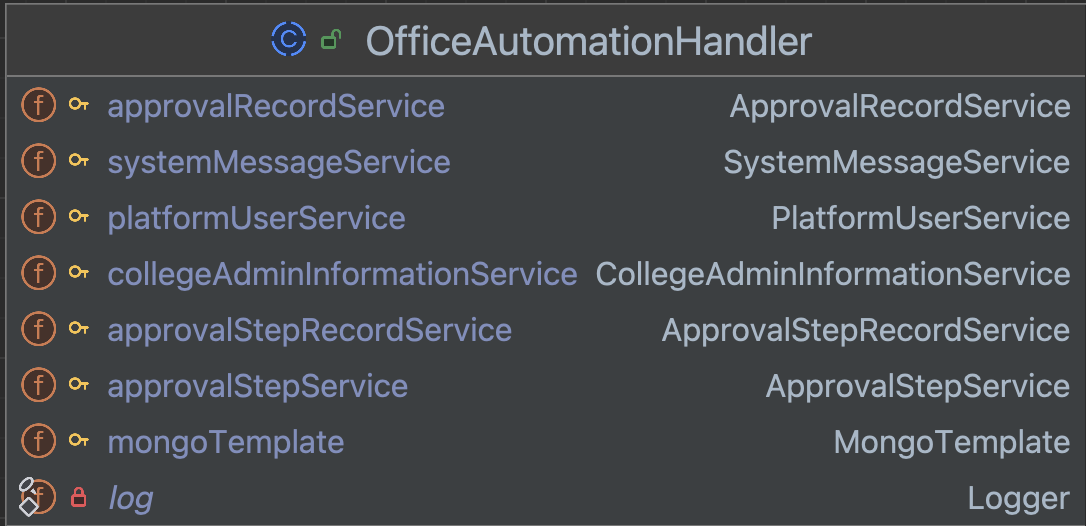 OfficeAutomationHandler
approvalRecordService ApprovalRecordService
systemMessageService SystemMessageService
platformUserService PlatformUserService
collegeAdminInformationService CollegeAdminInformationService
approvalStepRecordService ApprovalStepRecordService
approvalStepService ApprovalStepService
mongoTemplate MongoTemplate
log Logger